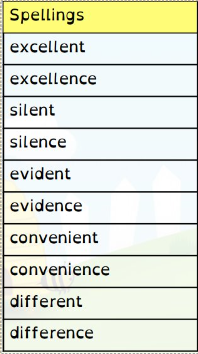 Spellings
excellent
excellence
silent
silence
evident
evidence
convenient
convenience
different
difference